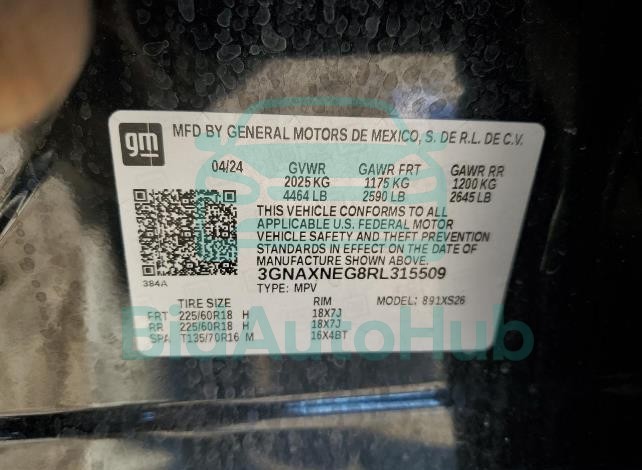 gm MFD BY GENERAL MOTORS DE MEXICO, S. DE R.L. DE C.V.
04/24 GVWR GAWR FRT GAWR RR
2025 KG 1175 KG 1200 KG
4464 LB 2590 LB 2645 LB
THIS VEHICLE CONFORMS TO ALL
APPLICABLE U.S. FEDERAL MOTOR
VEHICLE SAFETY AND THEFT PREVENTION
STANDARDS IN EFFECT ON THE DATE OF
MANUFACTURE SHOWN ABOVE.
3GNAXNEG8RL315509
384A TYPE: MPV
TIRE SIZE RIM MODEL: 891XS26
FRT 225/60R18 H 18X7J
RR 225/60R18 H 18X7J
SPA T135/70R16 M 16X4BT
BidAutoHub